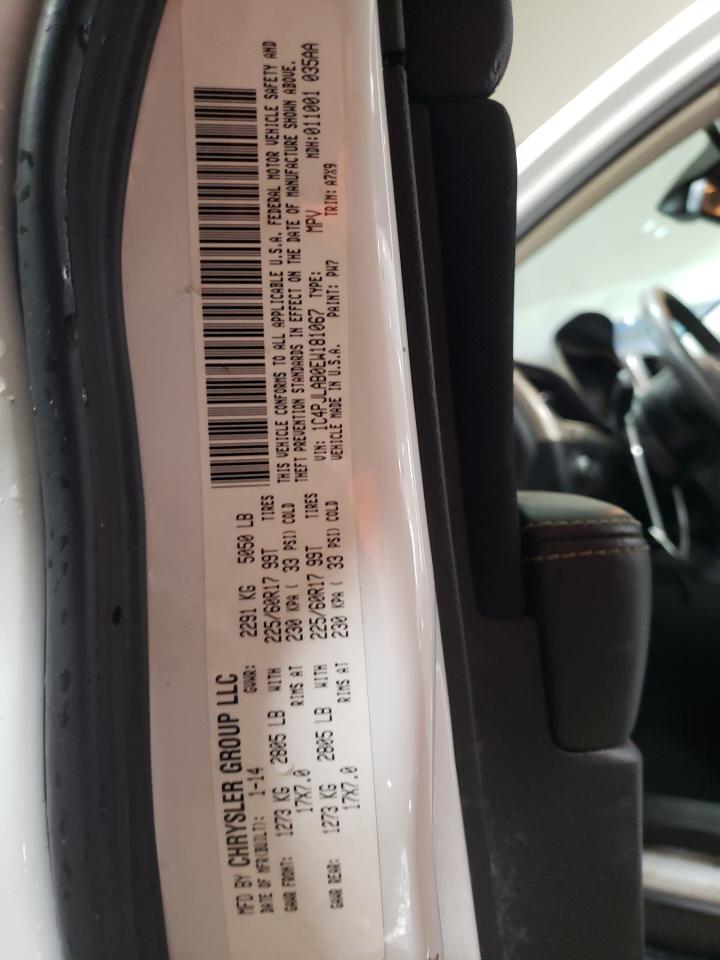 MFD BY CHRYSLER GROUP LLC
DATE OF MFR(BUILT): 1-14 GVWR: 2291 KG 5050 LB
GAWR FRONT: 1273 KG 2805 LB WITH 225/60R17 99T TIRES
17X7.0 RIMS AT 230 KPA ( 33 PSI) COLD
GAWR REAR: 1273 KG 2805 LB WITH 225/60R17 99T TIRES
17X7.0 RIMS AT 230 KPA ( 33 PSI) COLD
THIS VEHICLE CONFORMS TO ALL APPLICABLE U.S.A. FEDERAL MOTOR VEHICLE SAFETY AND
THEFT PREVENTION STANDARDS IN EFFECT ON THE DATE OF MANUFACTURE SHOWN ABOVE.
VIN: 1C4PJLAB0EW181067 TYPE: MPV MDH:011001 035AA
VEHICLE MADE IN U.S.A. PAINT: PW7 TRIM: A7X9